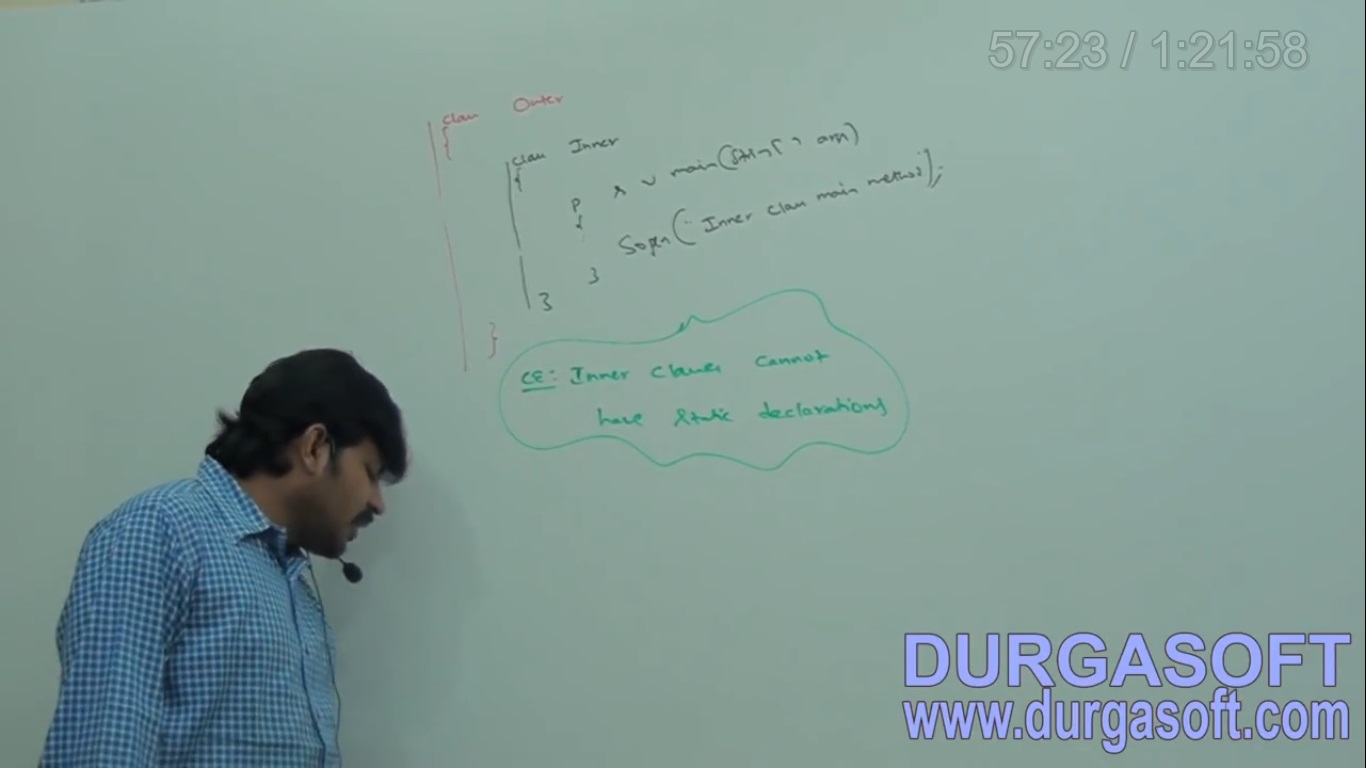 57:23 / 1:21:58
class Outer
{
class Inner
{
p s v main(String[] args)
{
Sopln("Inner class main method");
}
}
}
CE: Inner classes cannot
have static declarations
DURGASOFT
www.durgasoft.com